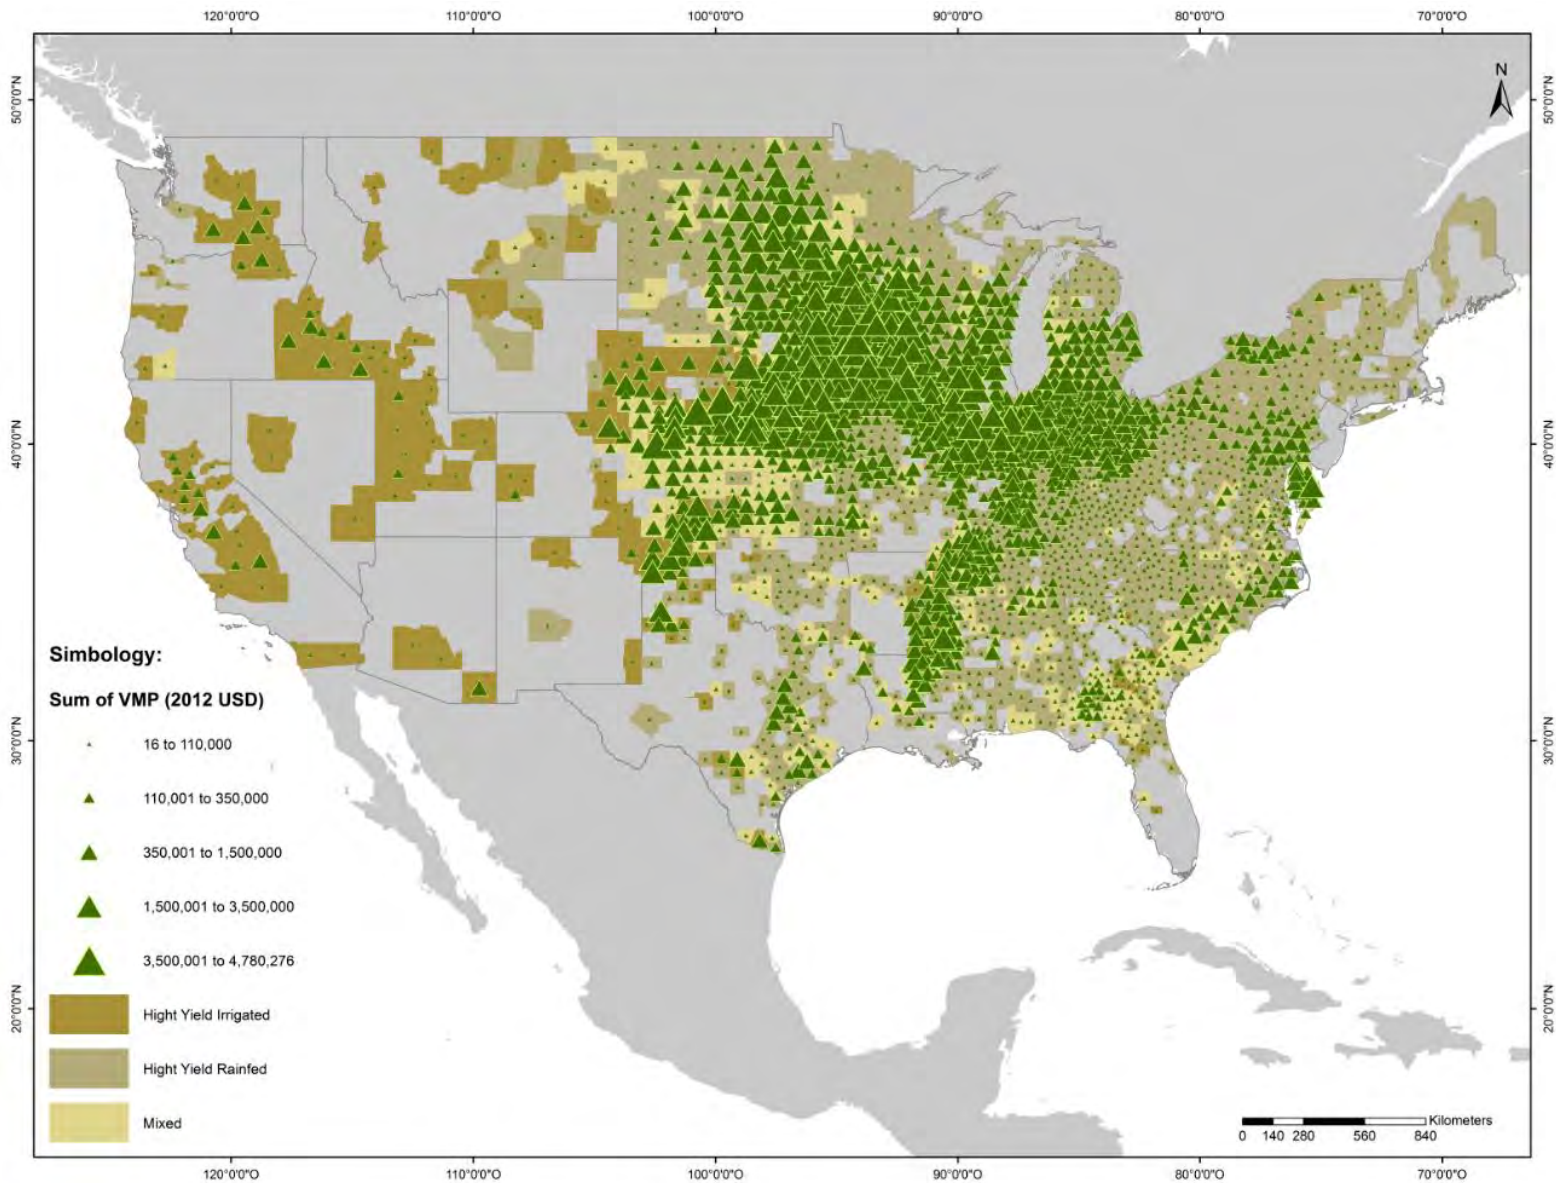 120°0'0"O 110°0'0"O 100°0'0"O 90°0'0"O 80°0'0"O 70°0'0"O
50°0'0"N 50°0'0"N
N
40°0'0"N 40°0'0"N
Simbology:
Sum of VMP (2012 USD)
16 to 110,000
30°0'0"N 30°0'0"N
110,001 to 350,000
350,001 to 1,500,000
1,500,001 to 3,500,000
3,500,001 to 4,780,276
20°0'0"N 20°0'0"N
Hight Yield Irrigated
Hight Yield Rainfed
Mixed
Kilometers
0 140 280 560 840
120°0'0"O 110°0'0"O 100°0'0"O 90°0'0"O 80°0'0"O 70°0'0"O